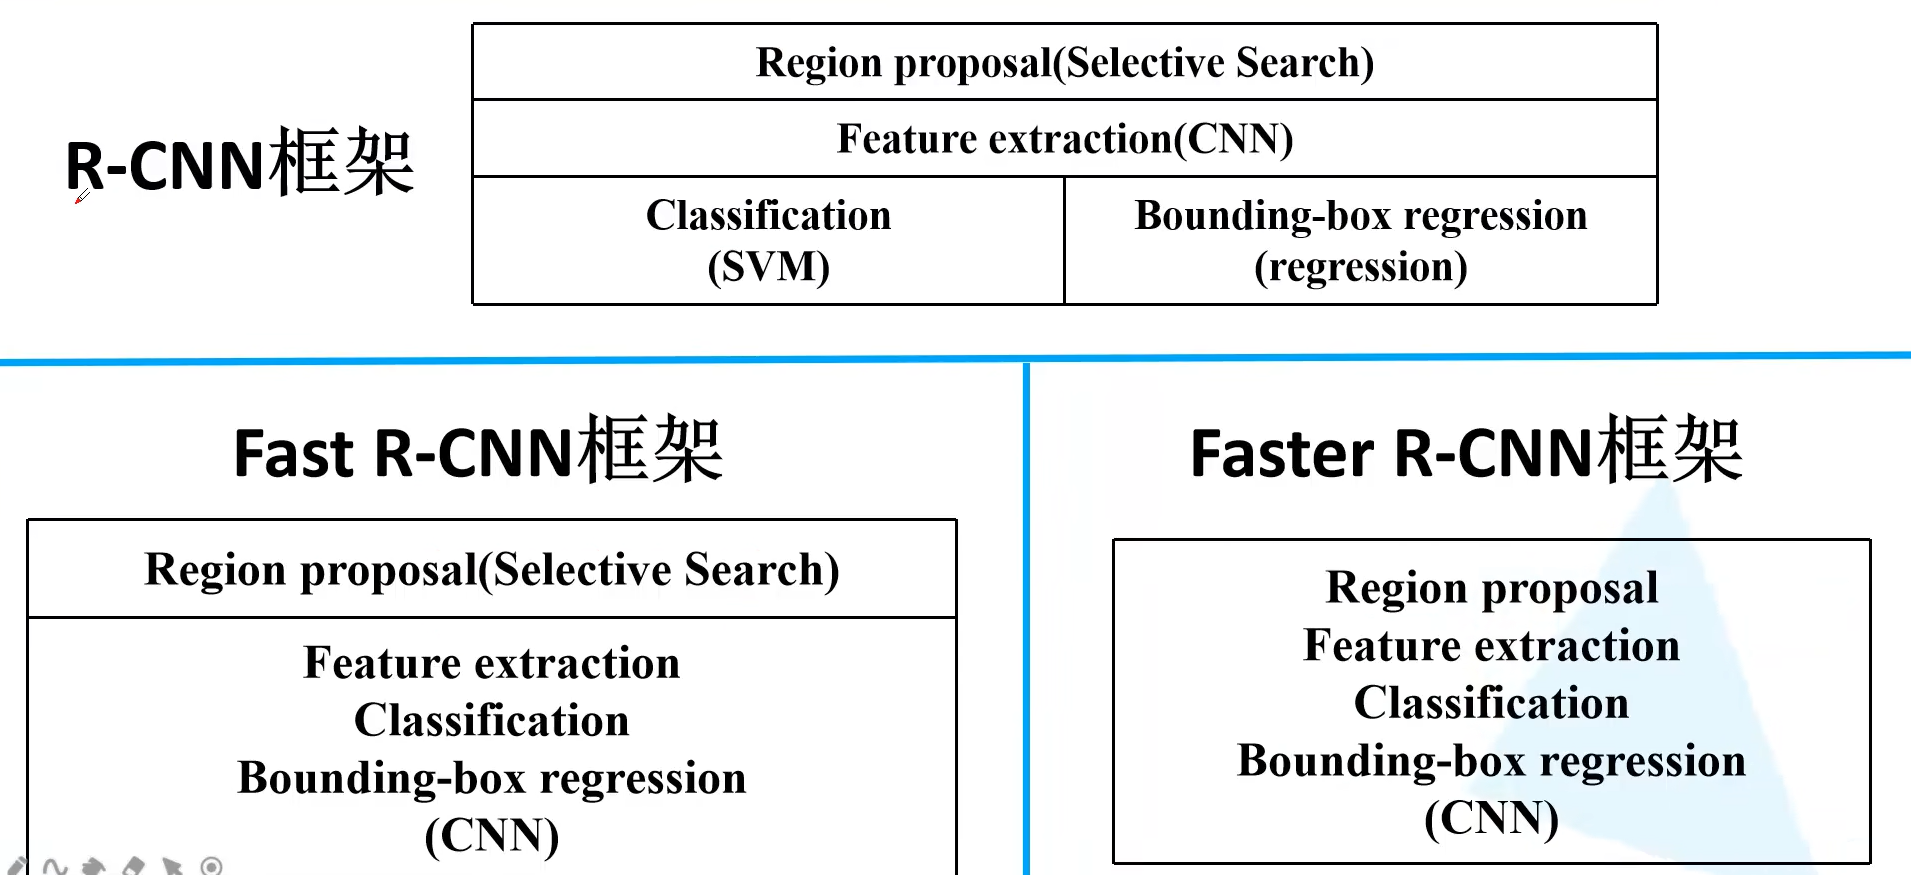 R-CNN框架
Region proposal(Selective Search)
Feature extraction(CNN)
Classification
(SVM)
Bounding-box regression
(regression)
Fast R-CNN框架
Region proposal(Selective Search)
Feature extraction
Classification
Bounding-box regression
(CNN)
Faster R-CNN框架
Region proposal
Feature extraction
Classification
Bounding-box regression
(CNN)